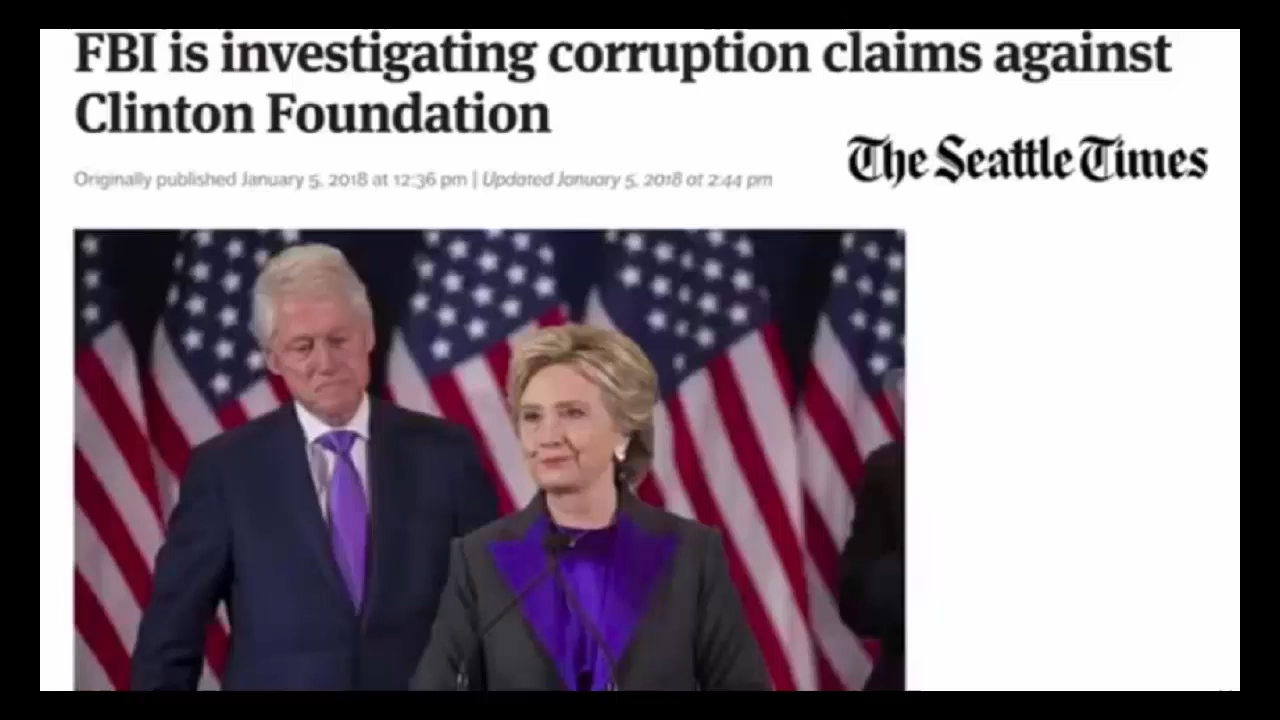 FBI is investigating corruption claims against
Clinton Foundation
Originally published January 5, 2018 at 12:36 pm | Updated January 5, 2018 at 2:44 pm
The Seattle Times